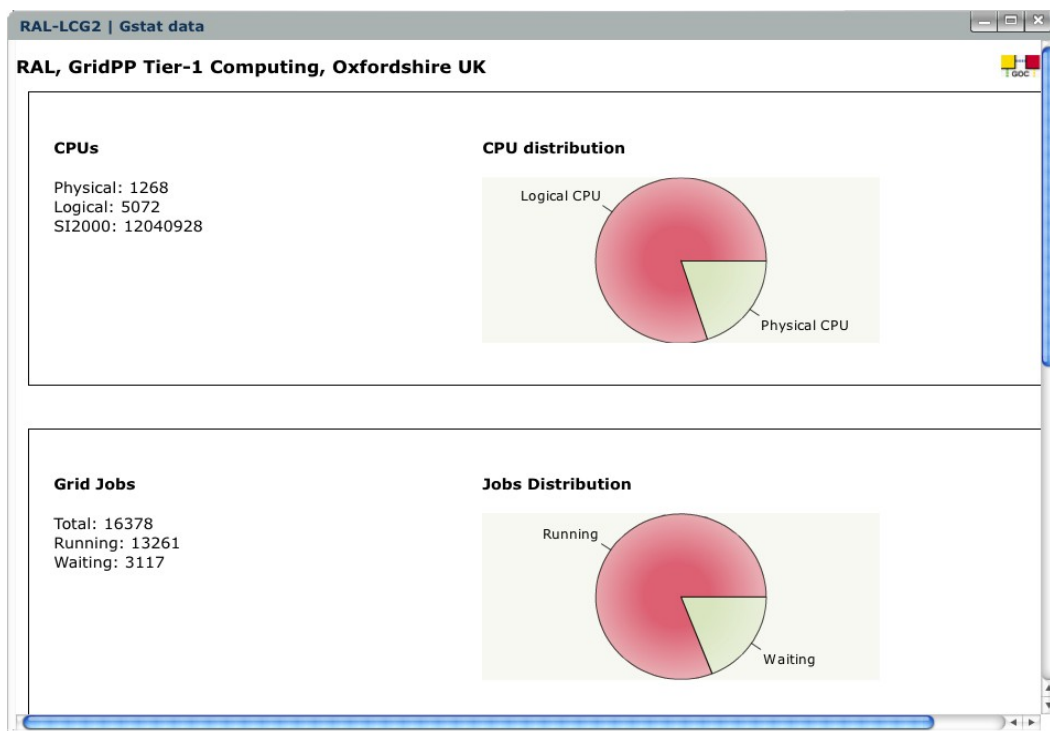 RAL-LCG2 | Gstat data
RAL, GridPP Tier-1 Computing, Oxfordshire UK
GOC
CPUs
Physical: 1268
Logical: 5072
SI2000: 12040928
CPU distribution
Logical CPU
Physical CPU
Grid Jobs
Total: 16378
Running: 13261
Waiting: 3117
Jobs Distribution
Running
Waiting